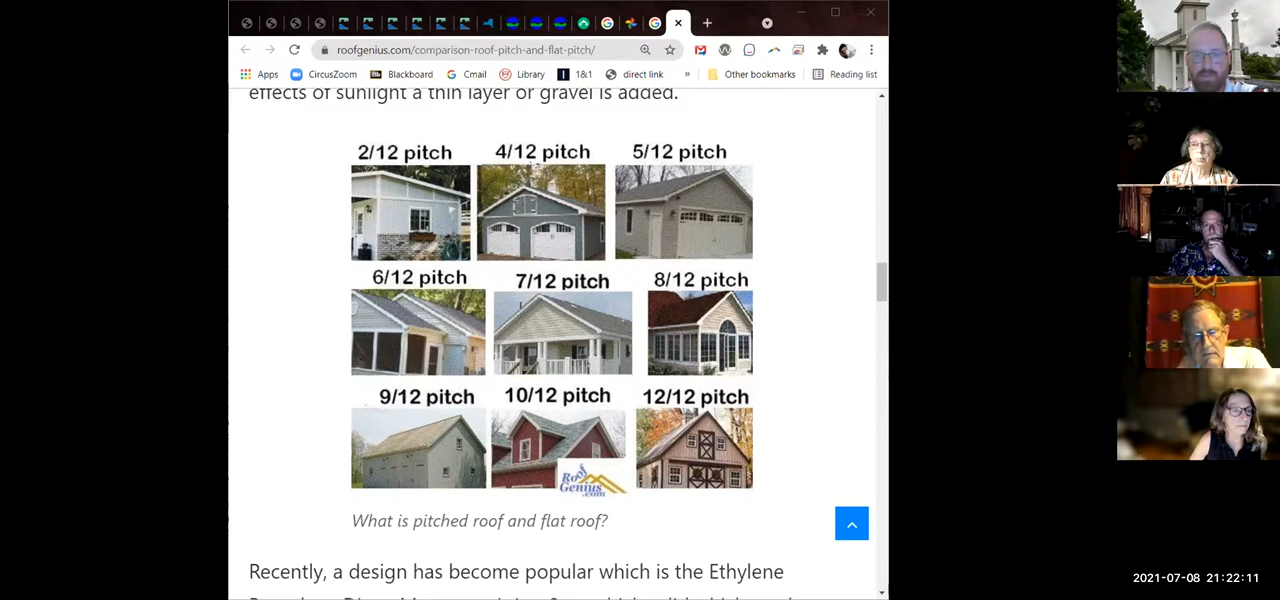 roofgenius.com/comparison-roof-pitch-and-flat-pitch/
Apps CircusZoom Blackboard Cmail Library 1&1 direct link » Other bookmarks Reading list
effects of sunlight a thin layer or gravel is added.
2/12 pitch 4/12 pitch 5/12 pitch
6/12 pitch 7/12 pitch 8/12 pitch
9/12 pitch 10/12 pitch 12/12 pitch
Roof
Genius
.com
What is pitched roof and flat roof?
Recently, a design has become popular which is the Ethylene
2021-07-08 21:22:11